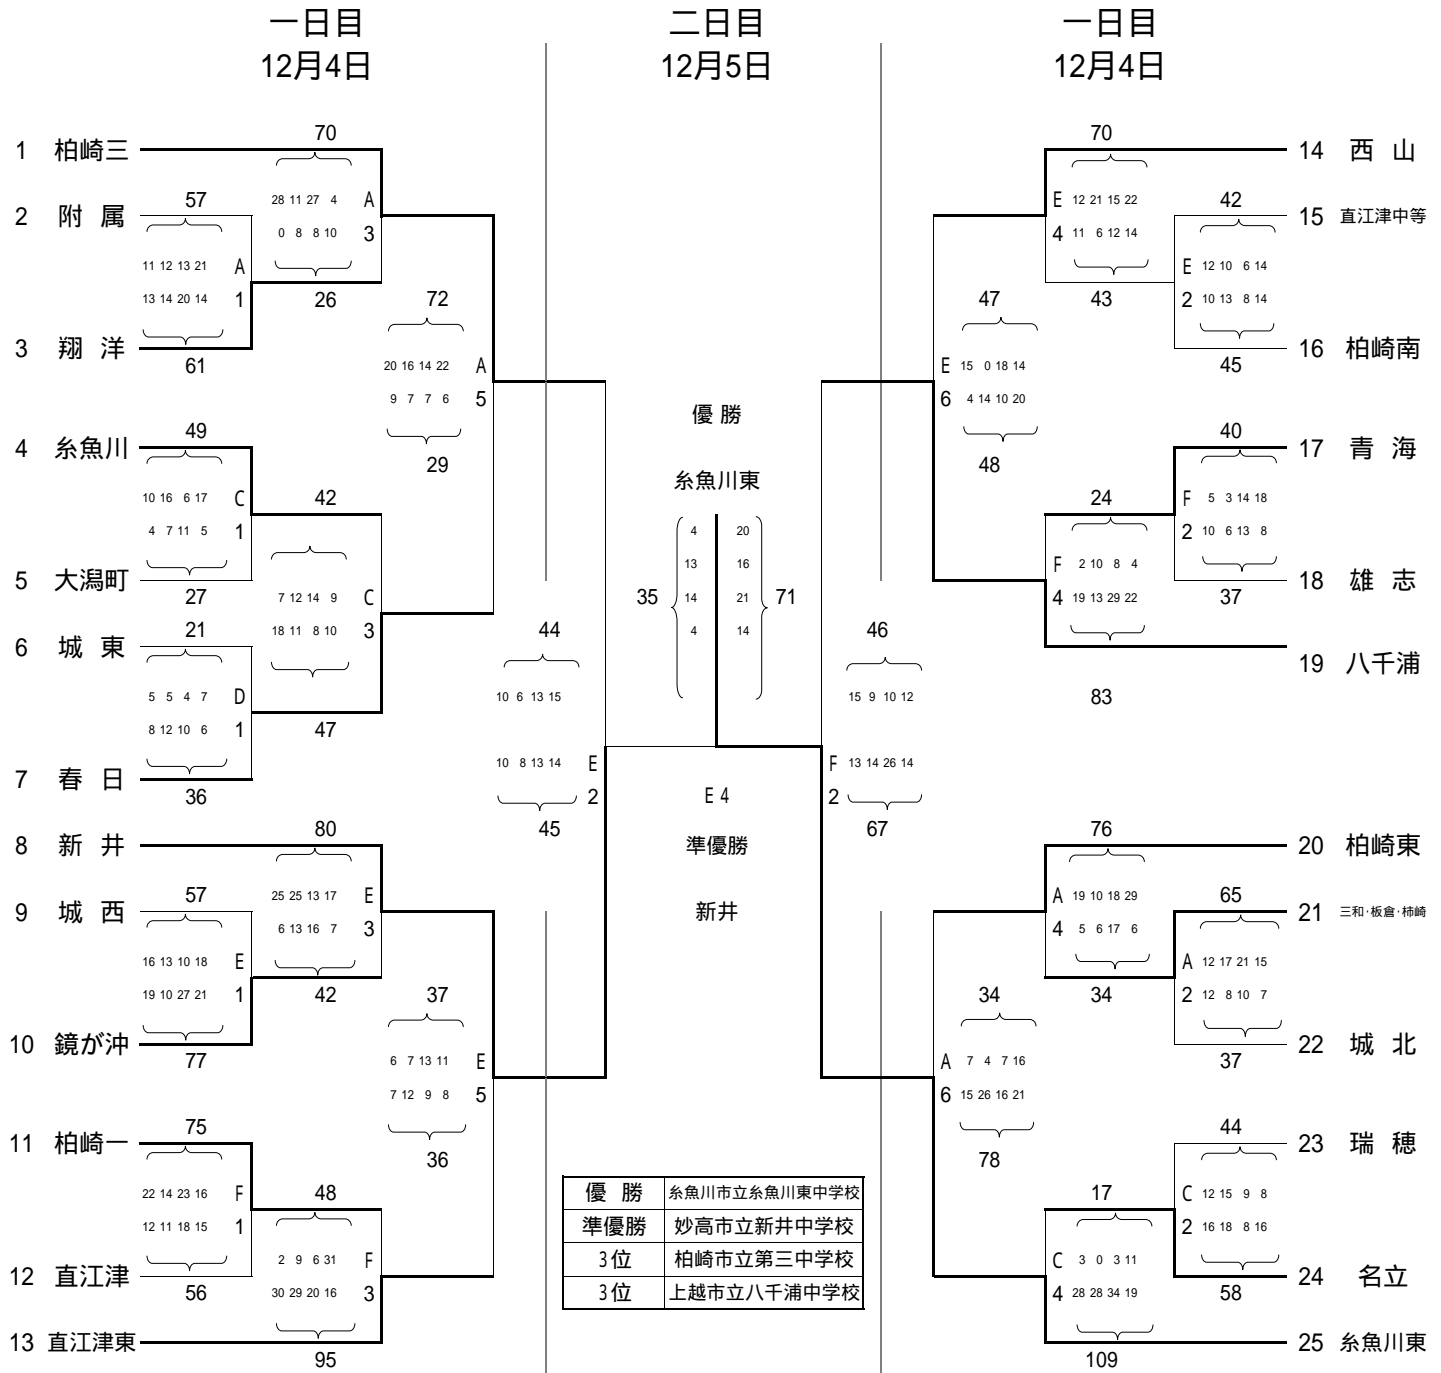 一日目
12月4日
二日目
12月5日
一日目
12月4日
1 柏崎三
70
28 11 27 4 A
0 8 8 10 3
26
2 附 属
57
11 12 13 21 A
13 14 20 14 1
3 翔 洋
61
72
20 16 14 22 A
9 7 7 6 5
29
4 糸魚川
49
10 16 6 17 C
4 7 11 5 1
5 大潟町
27
42
7 12 14 9 C
18 11 8 10 3
47
6 城 東
21
5 5 4 7 D
8 12 10 6 1
7 春 日
36
44
10 6 13 15
10 8 13 14 E
2
45
8 新 井
80
25 25 13 17 E
6 13 16 7 3
42
9 城 西
57
16 13 10 18 E
19 10 27 21 1
10 鏡が沖
77
37
6 7 13 11 E
7 12 9 8 5
36
11 柏崎一
75
22 14 23 16 F
12 11 18 15 1
12 直江津
56
48
2 9 6 31 F
30 29 20 16 3
13 直江津東
95
優 勝
糸魚川東
4 20
13 16
35 14 21 71
4 14
E 4
準優勝
新井
70
14 西 山
E 12 21 15 22
4 11 6 12 14
43
42
15 直江津中等
E 12 10 6 14
2 10 13 8 14
16 柏崎南
45
47
E 15 0 18 14
6 4 14 10 20
48
40
17 青 海
F 5 3 14 18
2 10 6 13 8
18 雄 志
37
24
F 2 10 8 4
4 19 13 29 22
19 八千浦
83
46
15 9 10 12
F 13 14 26 14
2
67
76
20 柏崎東
A 19 10 18 29
4 5 6 17 6
34
65
21 三和・板倉・柿崎
A 12 17 21 15
2 12 8 10 7
22 城 北
37
34
A 7 4 7 16
6 15 26 16 21
78
44
23 瑞 穂
C 12 15 9 8
2 16 18 8 16
24 名立
58
17
C 3 0 3 11
4 28 28 34 19
25 糸魚川東
109
優 勝 糸魚川市立糸魚川東中学校
準優勝 妙高市立新井中学校
3位 柏崎市立第三中学校
3位 上越市立八千浦中学校